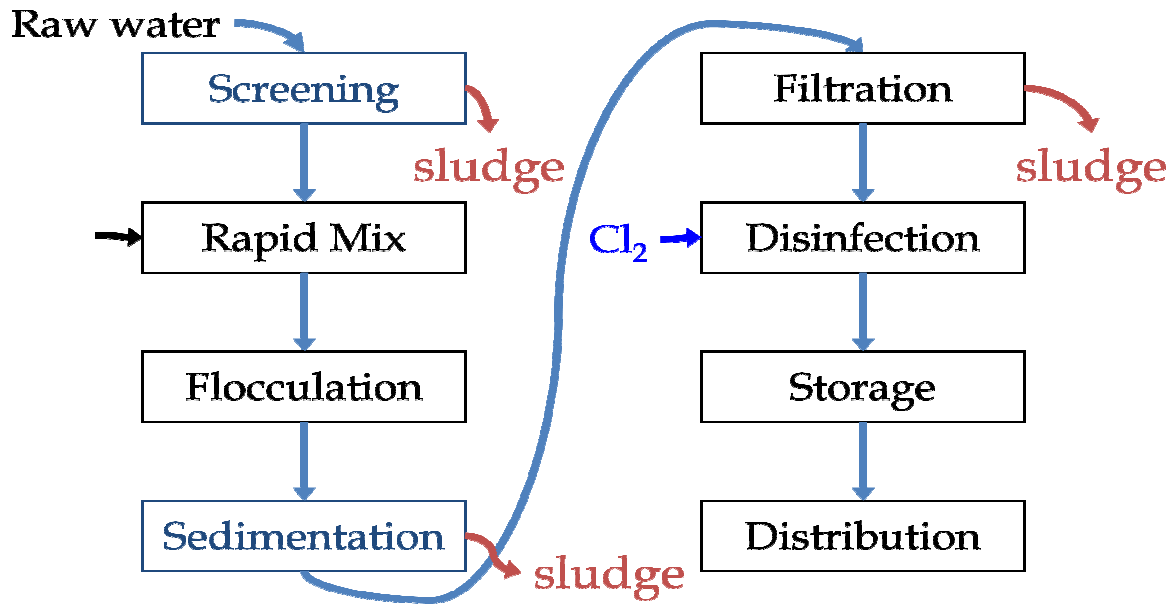 Raw water
Screening
sludge
Rapid Mix
Flocculation
Sedimentation
sludge
Filtration
sludge
Cl₂
Disinfection
Storage
Distribution